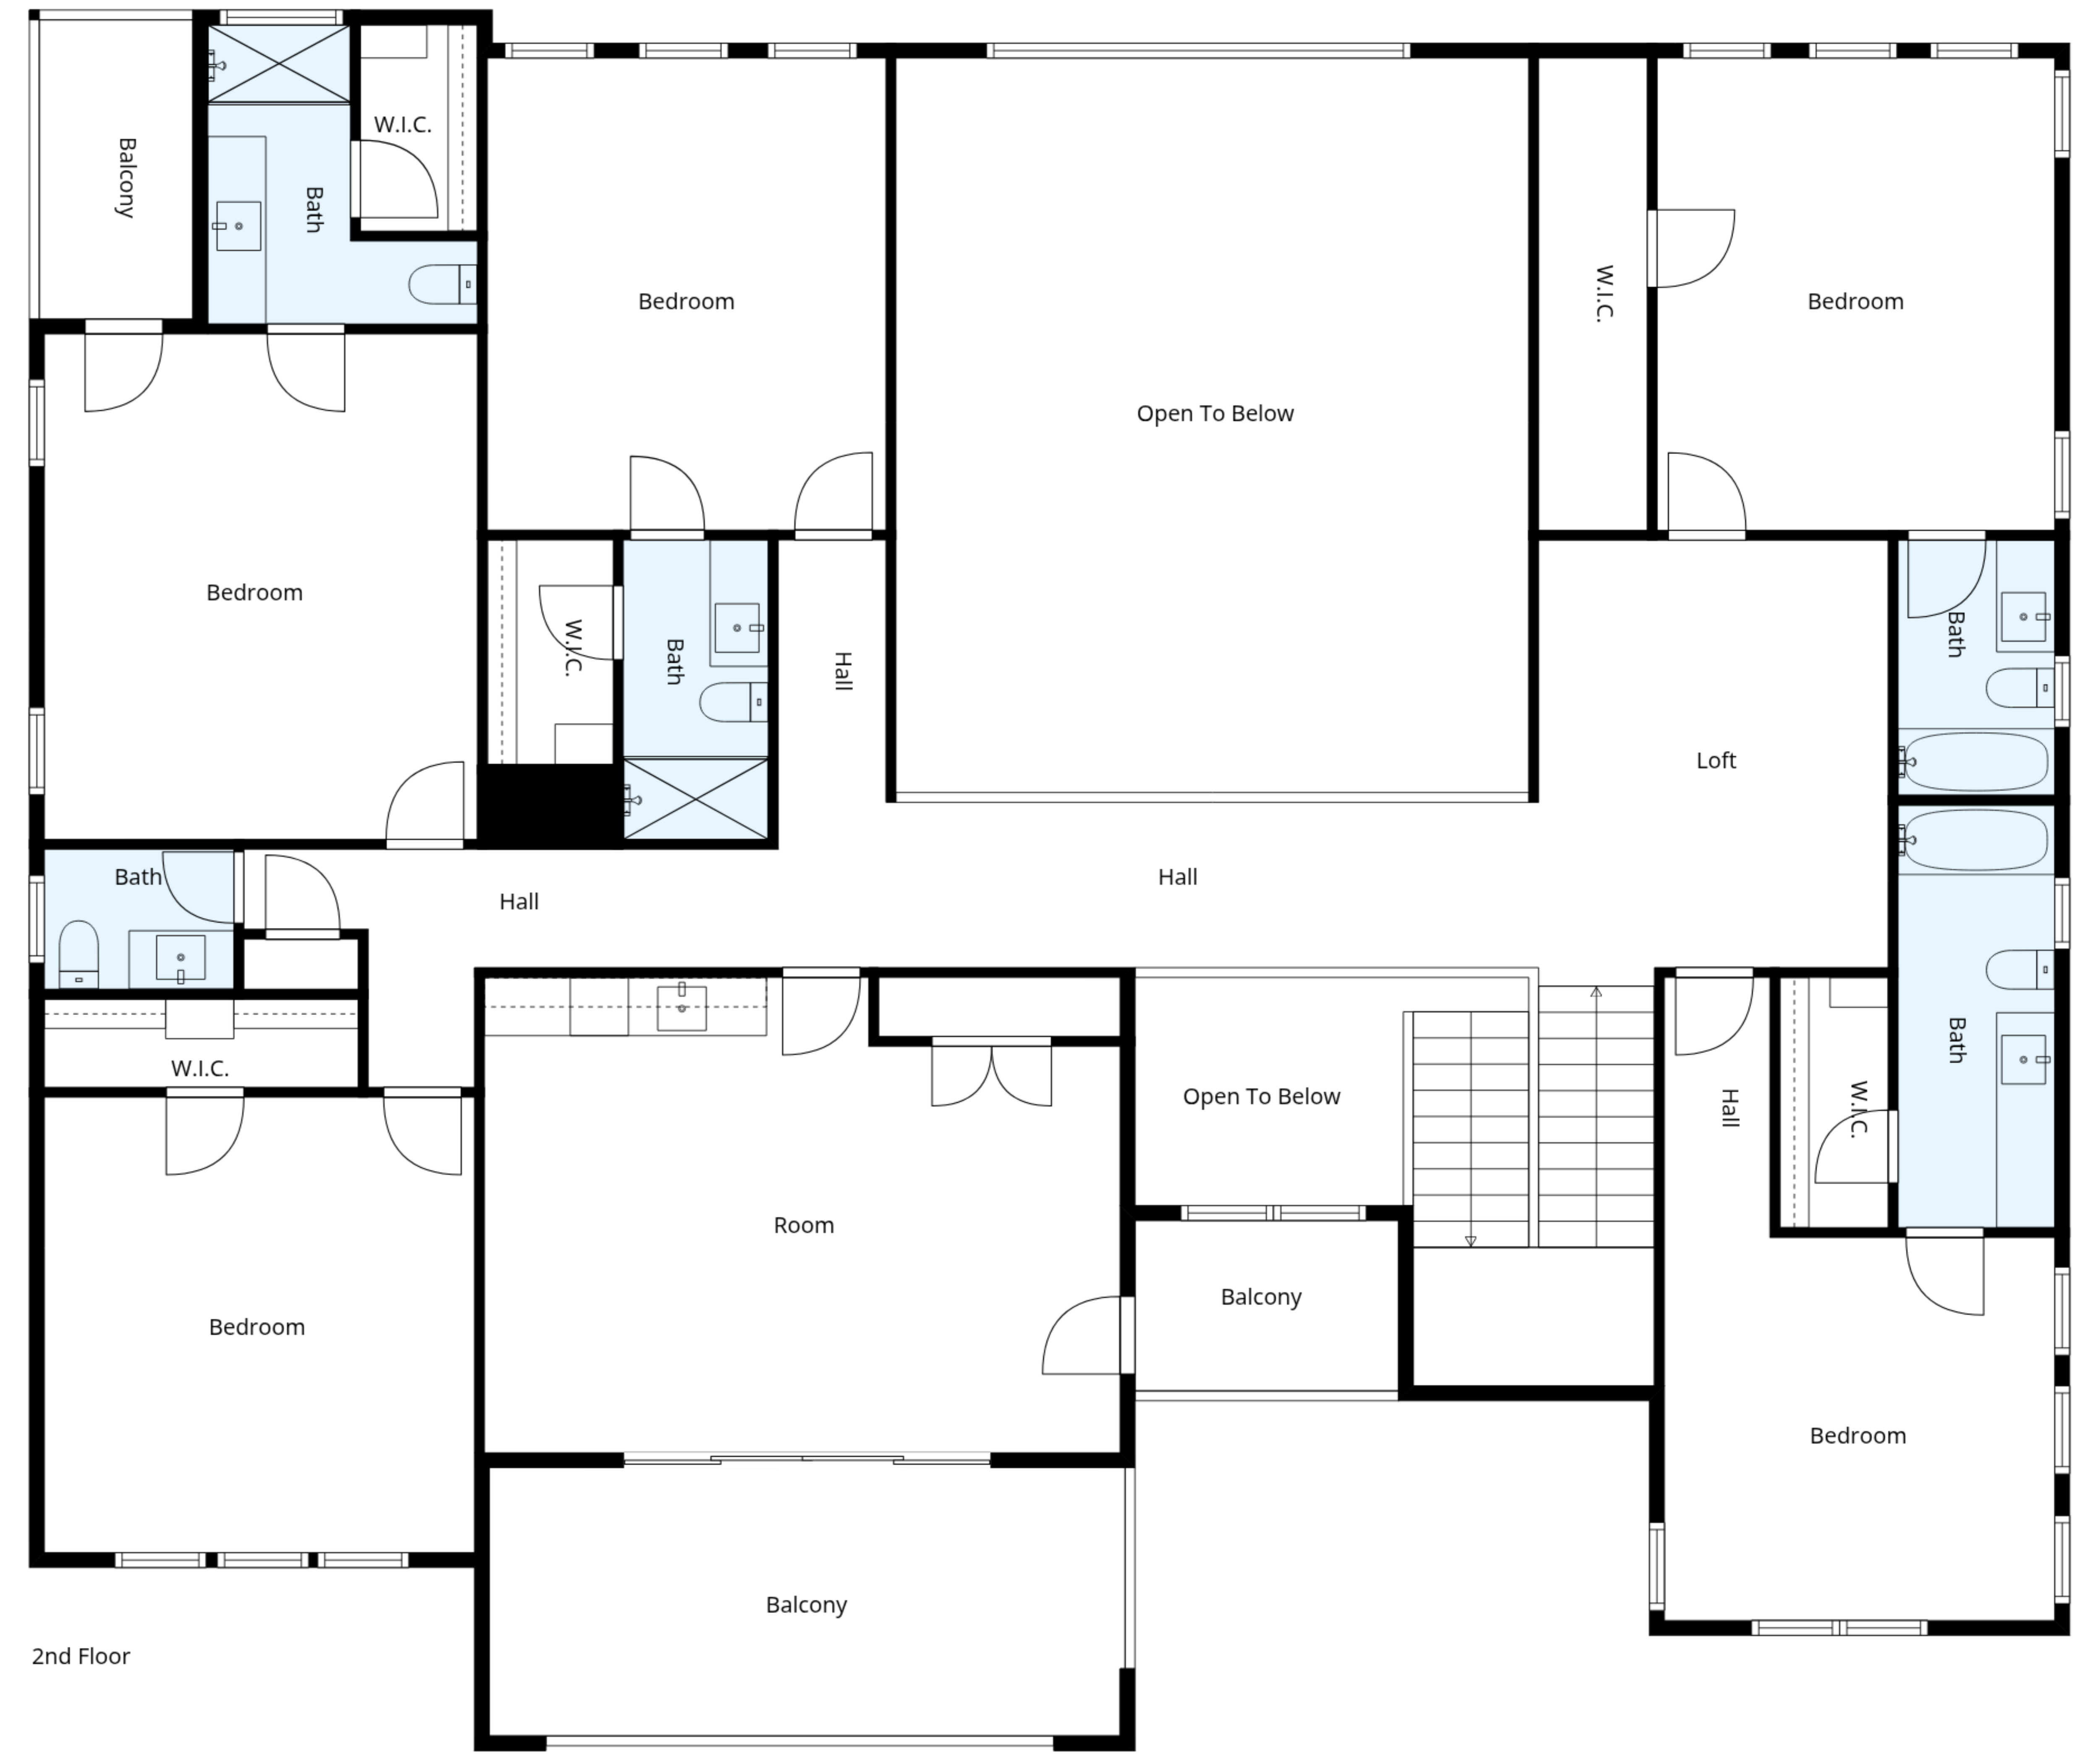 W.I.C.
Balcony
Bath
Bedroom
W.I.C.
Bedroom
Open To Below
Bedroom
W.I.C.
Bath
Hall
Bath
Loft
Bath
Hall
Hall
W.I.C.
Bath
Open To Below
Hall
W.I.C.
Room
Balcony
Bedroom
Bedroom
Balcony
2nd Floor